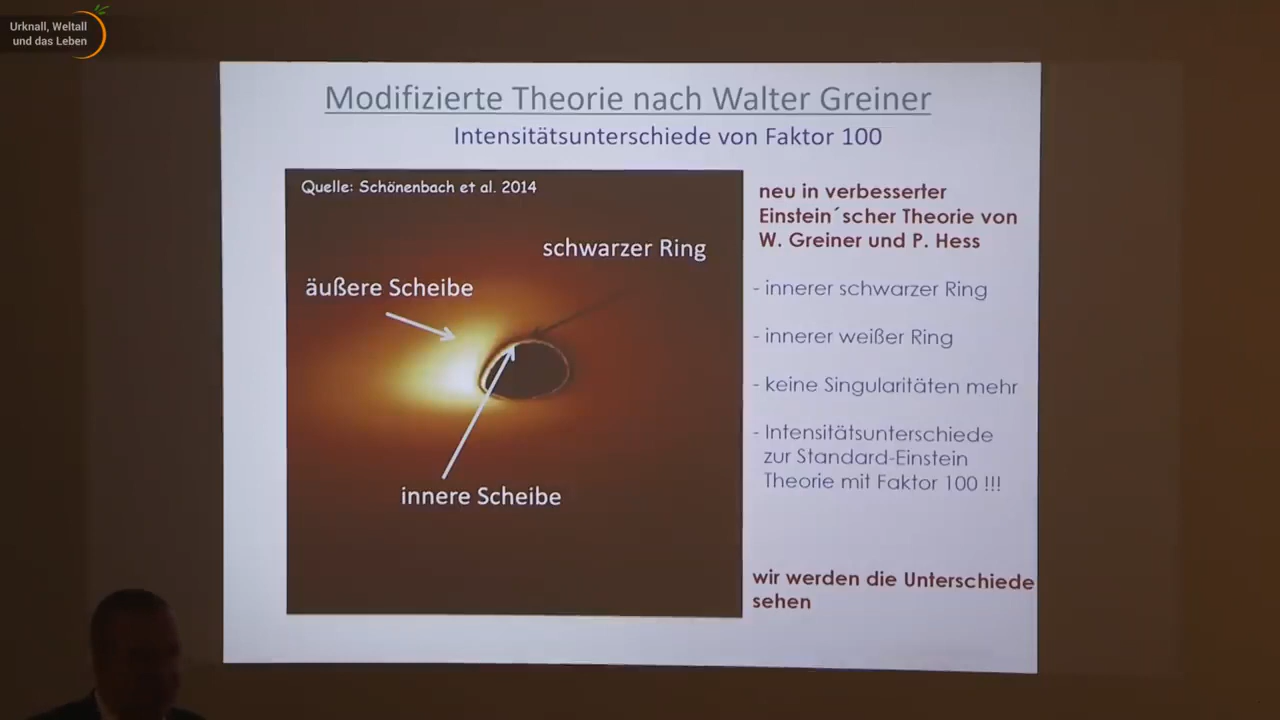 Urknall, Weltall
und das Leben
Modifizierte Theorie nach Walter Greiner
Intensitätsunterschiede von Faktor 100
Quelle: Schönenbach et al. 2014
schwarzer Ring
äußere Scheibe
innere Scheibe
neu in verbesserter
Einstein´scher Theorie von
W. Greiner und P. Hess
- innerer schwarzer Ring
- innerer weißer Ring
- keine Singularitäten mehr
- Intensitätsunterschiede
zur Standard-Einstein
Theorie mit Faktor 100 !!!
wir werden die Unterschiede
sehen